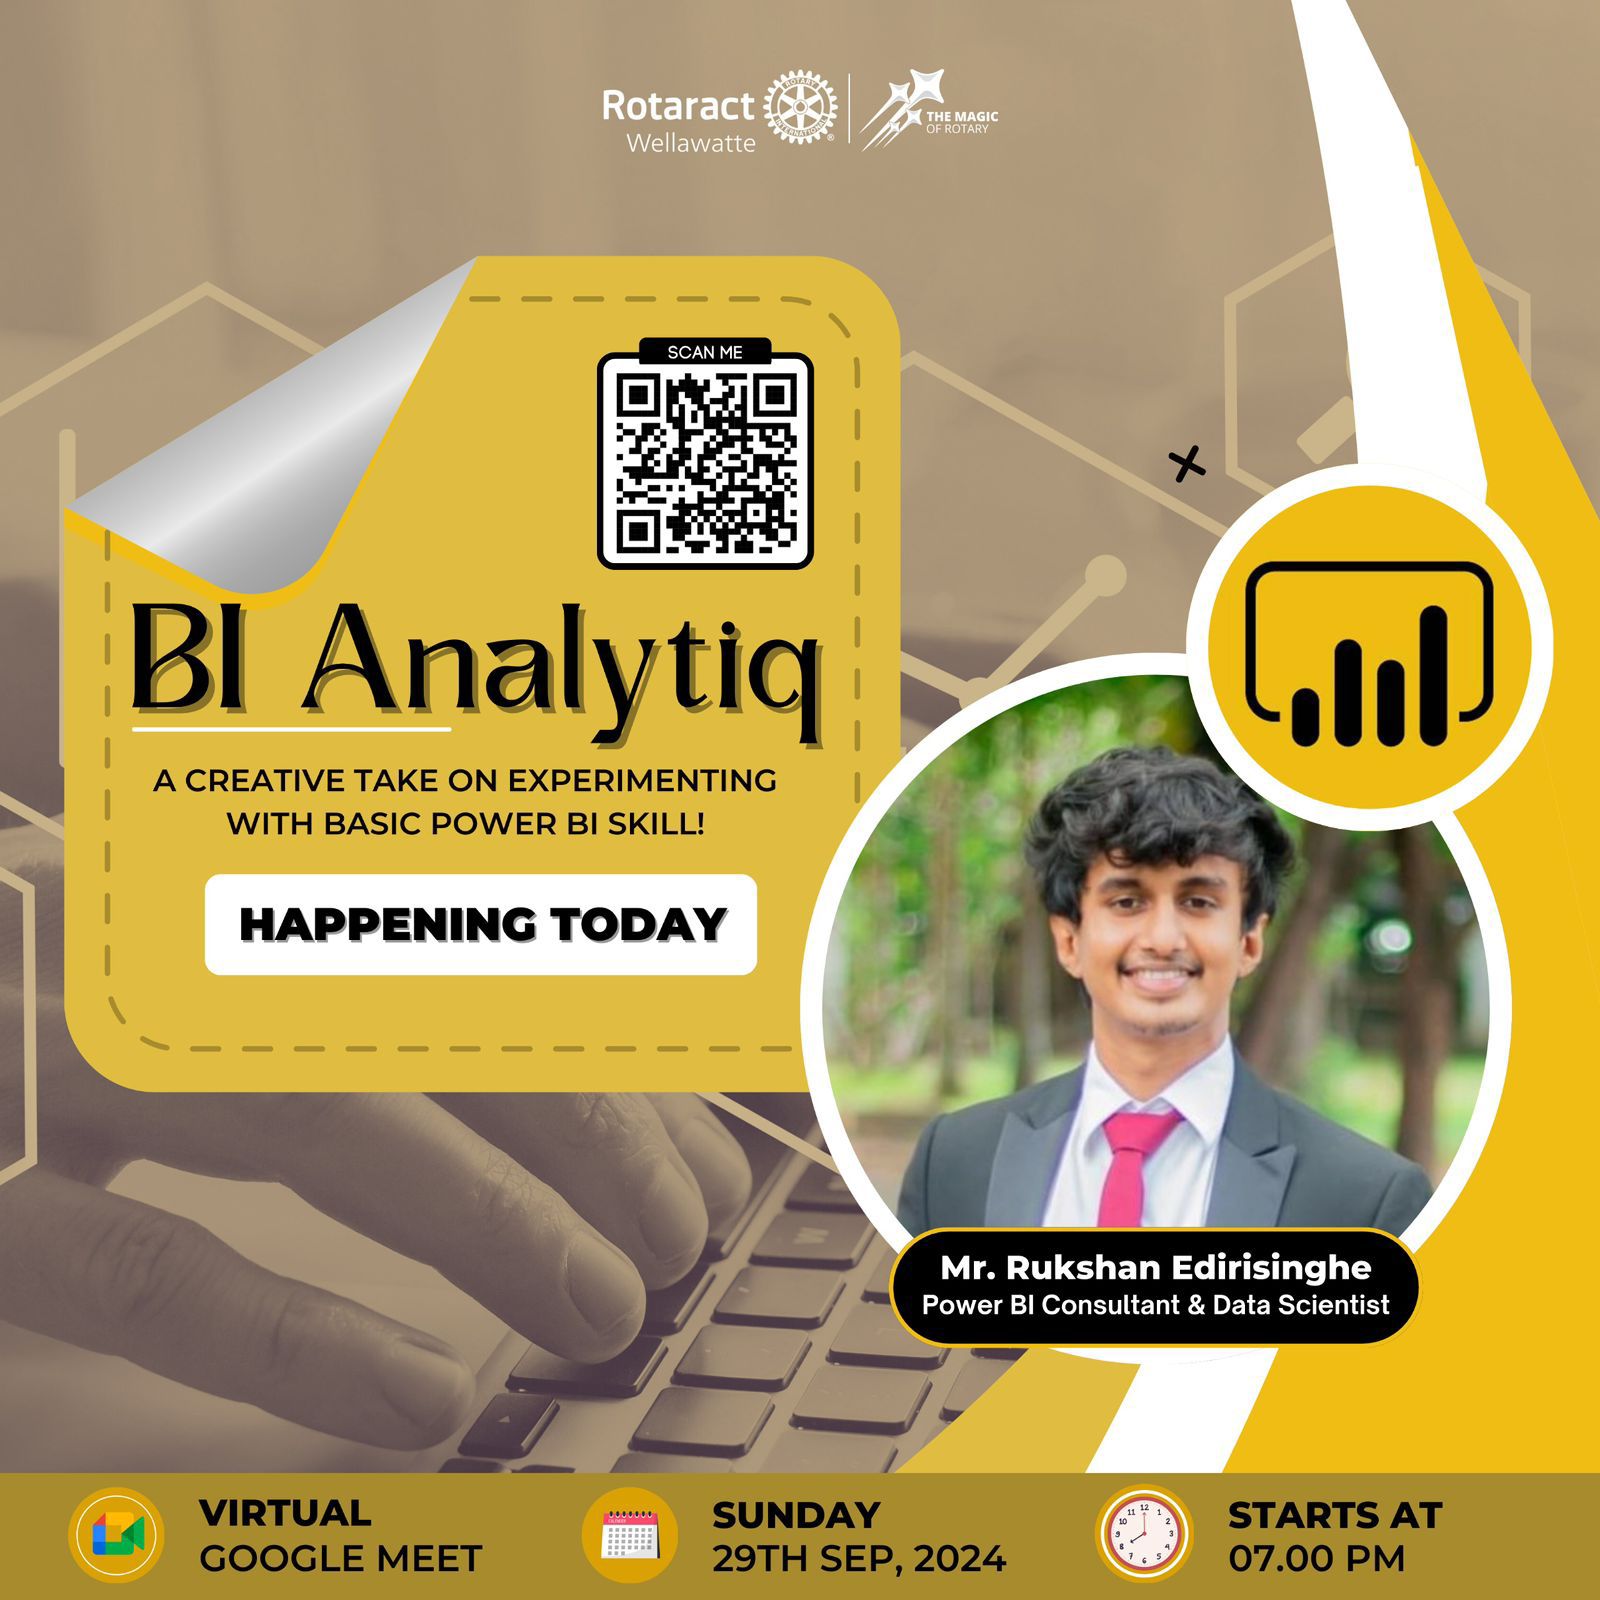 Rotaract
Wellawatte
ROTARY
INTERNATIONAL
THE MAGIC
OF ROTARY
SCAN ME
BI Analytiq
A CREATIVE TAKE ON EXPERIMENTING
WITH BASIC POWER BI SKILL!
HAPPENING TODAY
Mr. Rukshan Edirisinghe
Power BI Consultant & Data Scientist
VIRTUAL
GOOGLE MEET
SUNDAY
29TH SEP, 2024
STARTS AT
07.00 PM